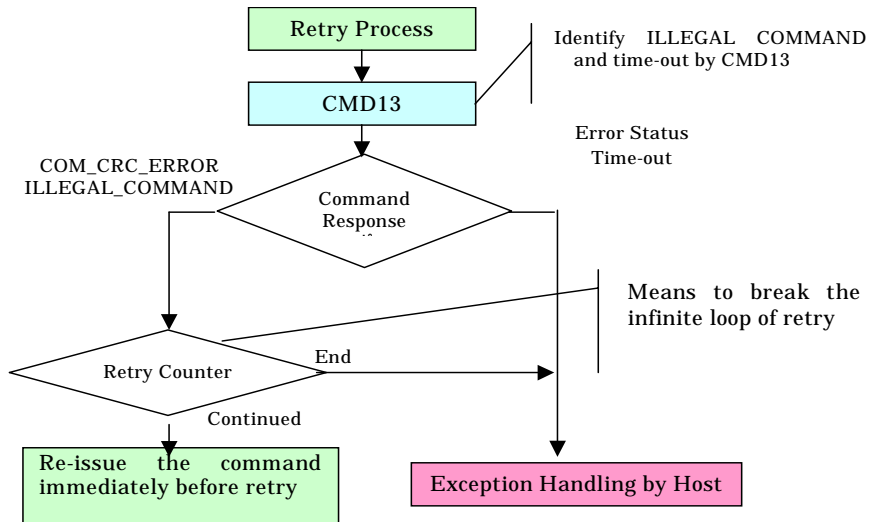 Retry Process
Identify ILLEGAL COMMAND
and time-out by CMD13
CMD13
Error Status
Time-out
COM_CRC_ERROR
ILLEGAL_COMMAND
Command
Response
Means to break the
infinite loop of retry
Retry Counter
End
Continued
Re-issue the command
immediately before retry
Exception Handling by Host